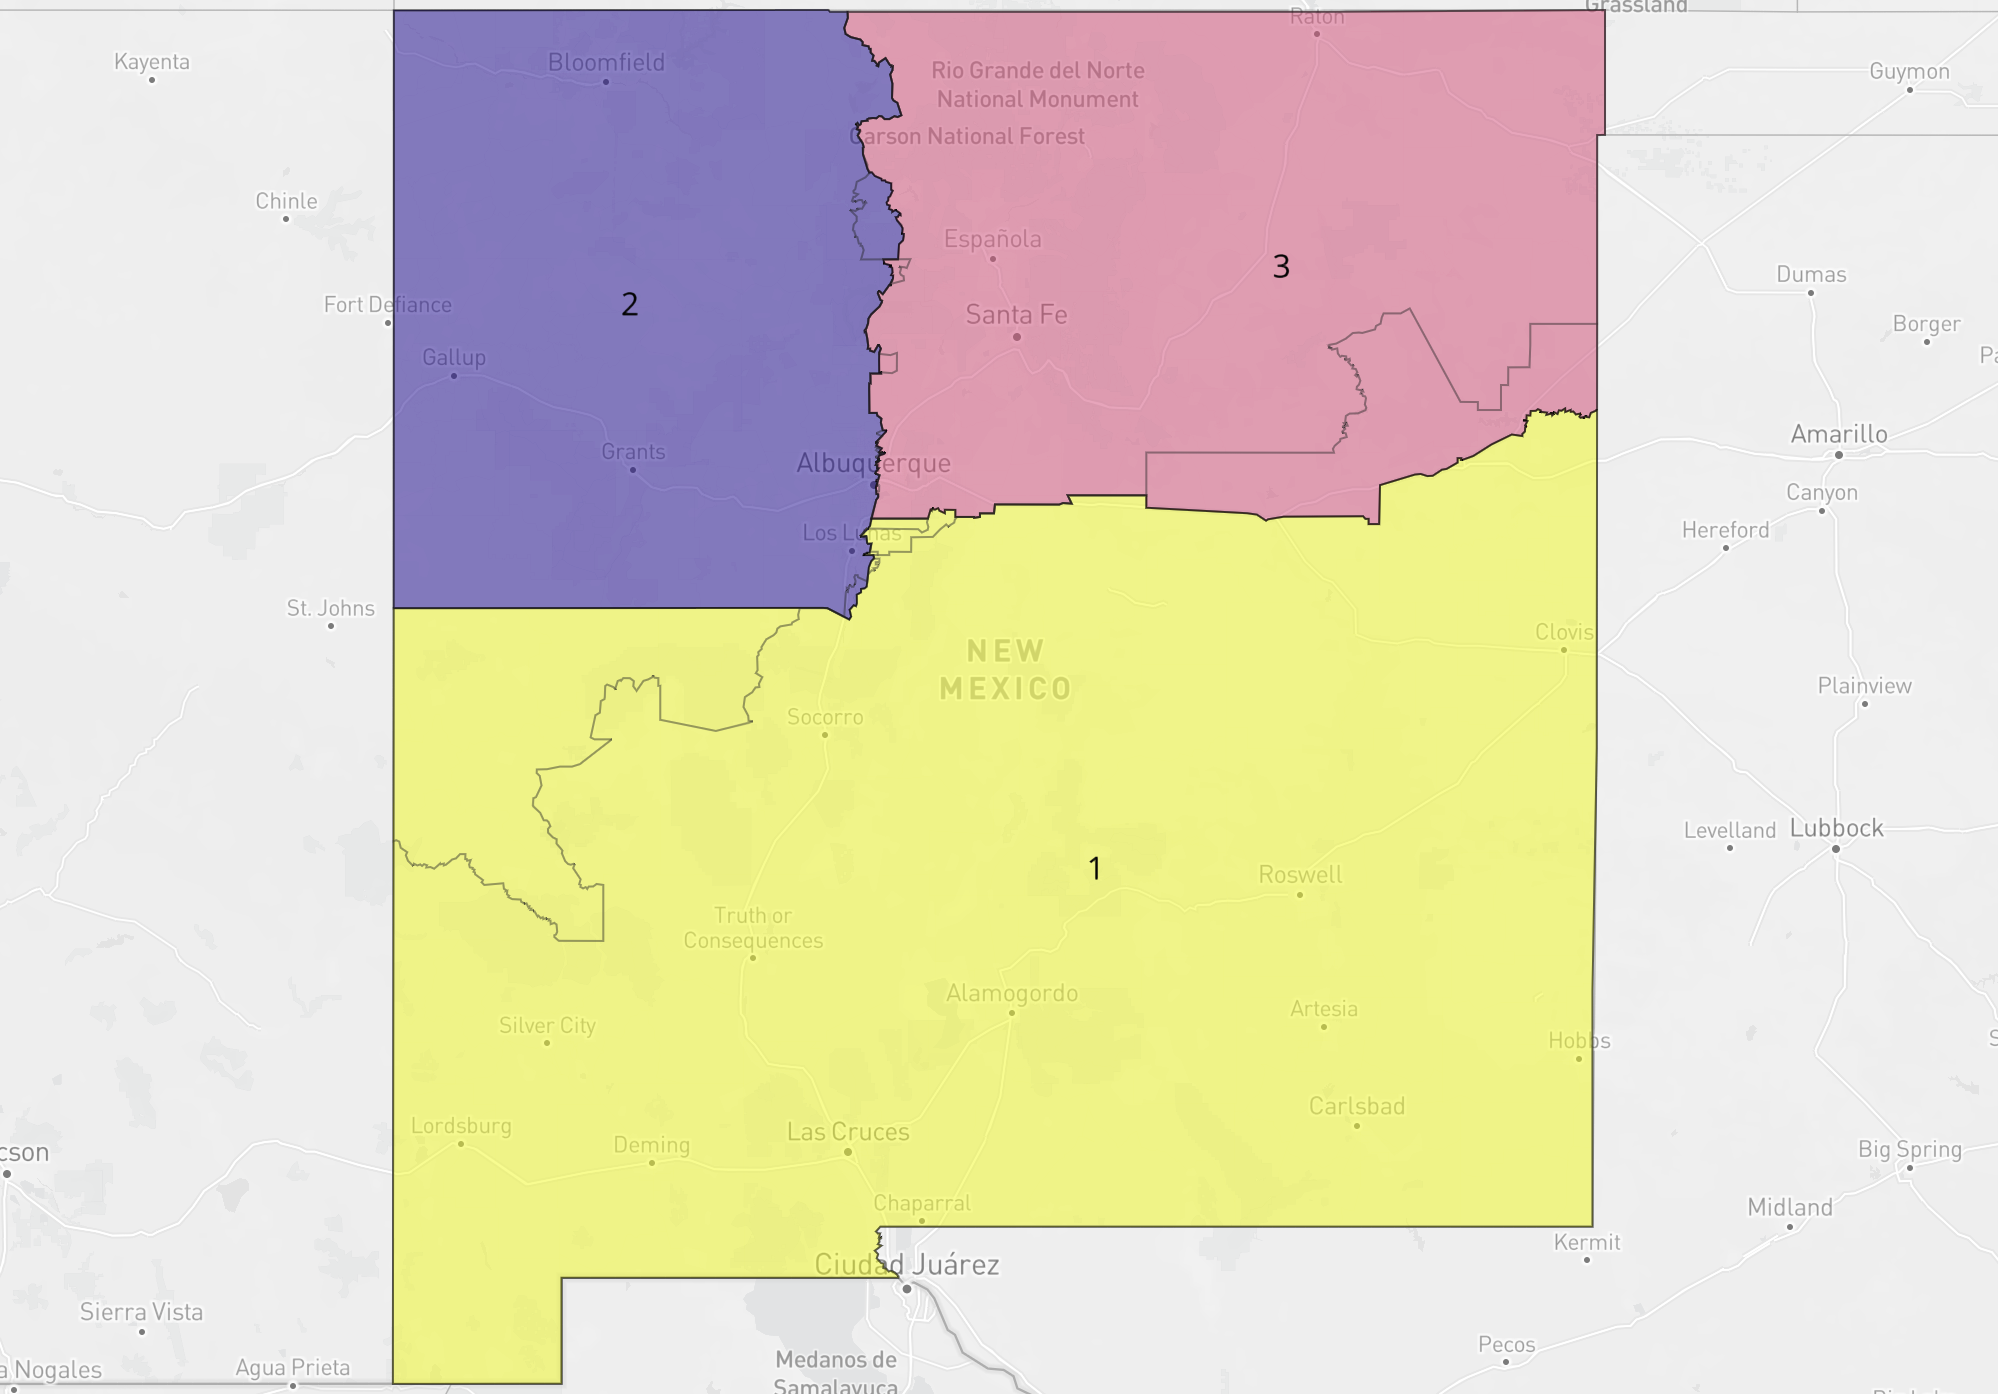 Grassland
Raton
Kayenta
Bloomfield
Rio Grande del Norte
National Monument
Guymon
Carson National Forest
Chinle
Española
3
Dumas
2
Fort Defiance
Santa Fe
Borger
Gallup
Pa
Grants
Albuquerque
Amarillo
Canyon
Los Lunas
Hereford
St. Johns
NEW
MEXICO
Clovis
Plainview
Socorro
1
Levelland
Lubbock
Roswell
Truth or
Consequences
Alamogordo
Artesia
Silver City
Hobbs
S
Carlsbad
Lordsburg
Deming
Las Cruces
cson
Big Spring
Chaparral
Midland
Ciudad Juárez
Kermit
Sierra Vista
Pecos
Medanos de
Samalayuca
a Nogales
Agua Prieta